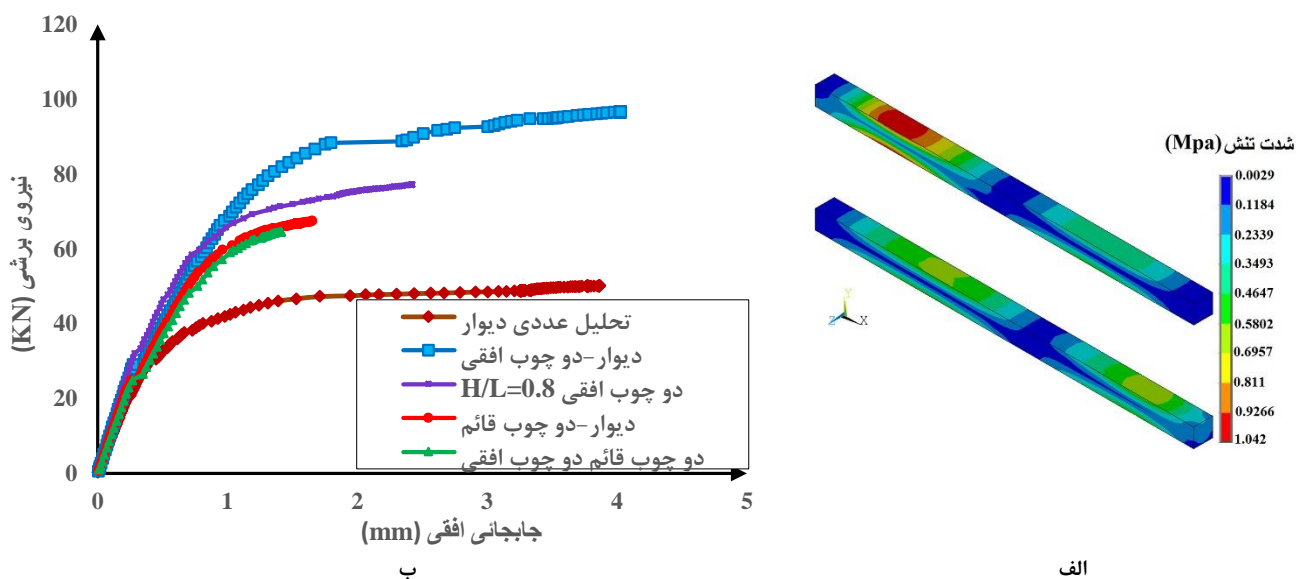 120
100
80
60
40
20
0
0
1
2
3
4
5
نیروی برشی (KN)
جابجائی افقی (mm)
تحلیل عددی دیوار
دیوار-دو چوب افقی
دو چوب افقی H/L=0.8
دیوار-دو چوب قائم
دو چوب قائم دو چوب افقی
ب
شدت تنش (Mpa)
0.0029
0.1184
0.2339
0.3493
0.4647
0.5802
0.6957
0.811
0.9266
1.042
Y
Z
X
الف